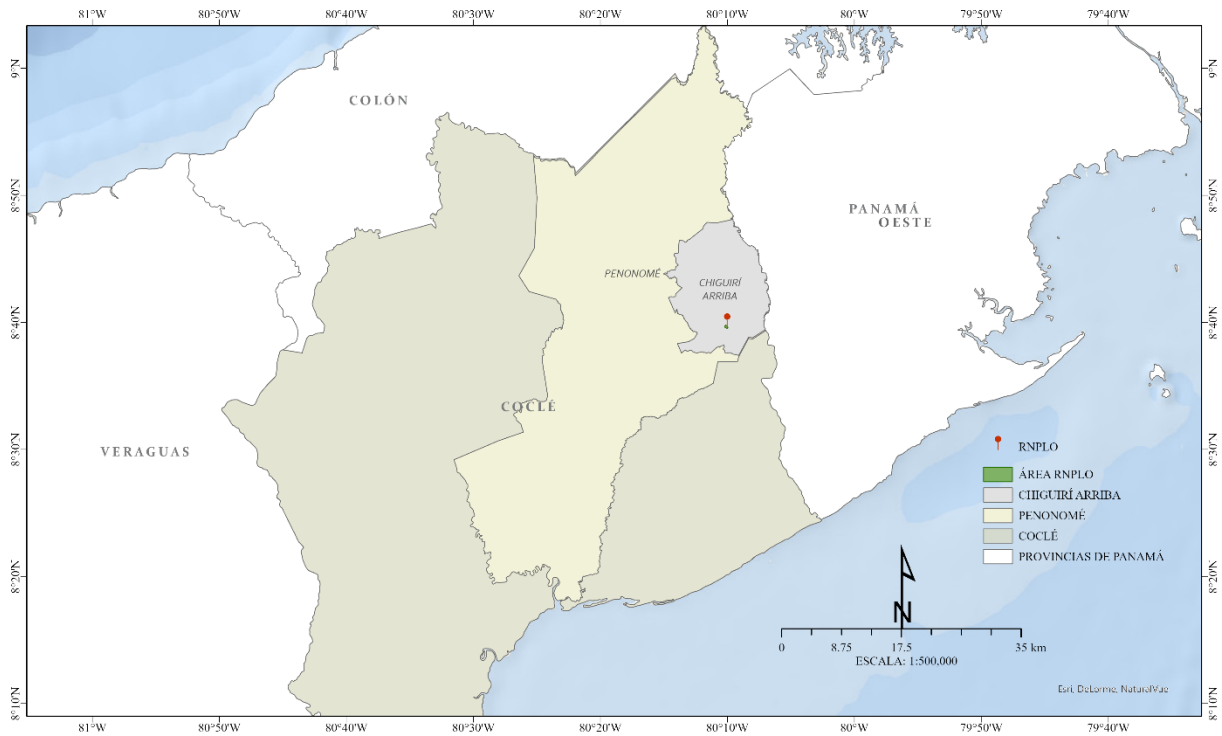 81°W
80°50'W
80°40'W
80°30'W
80°20'W
80°10'W
80°W
79°50'W
79°40'W
9°N
9°N
COLÓN
8°50'N
8°50'N
PANAMÁ
OESTE
PENONOMÉ
CHIGUIRÍ
ARRIBA
8°40'N
8°40'N
COCLÉ
VERAGUAS
8°30'N
8°30'N
RNPLO
ÁREA RNPLO
CHIGUIRÍ ARRIBA
PENONOMÉ
COCLÉ
PROVINCIAS DE PANAMÁ
8°20'N
8°20'N
N
0 8.75 17.5 35 km
ESCALA: 1:500,000
Esri, DeLorme, NaturalVue
8°10'N
8°10'N
81°W
80°50'W
80°40'W
80°30'W
80°20'W
80°10'W
80°W
79°50'W
79°40'W